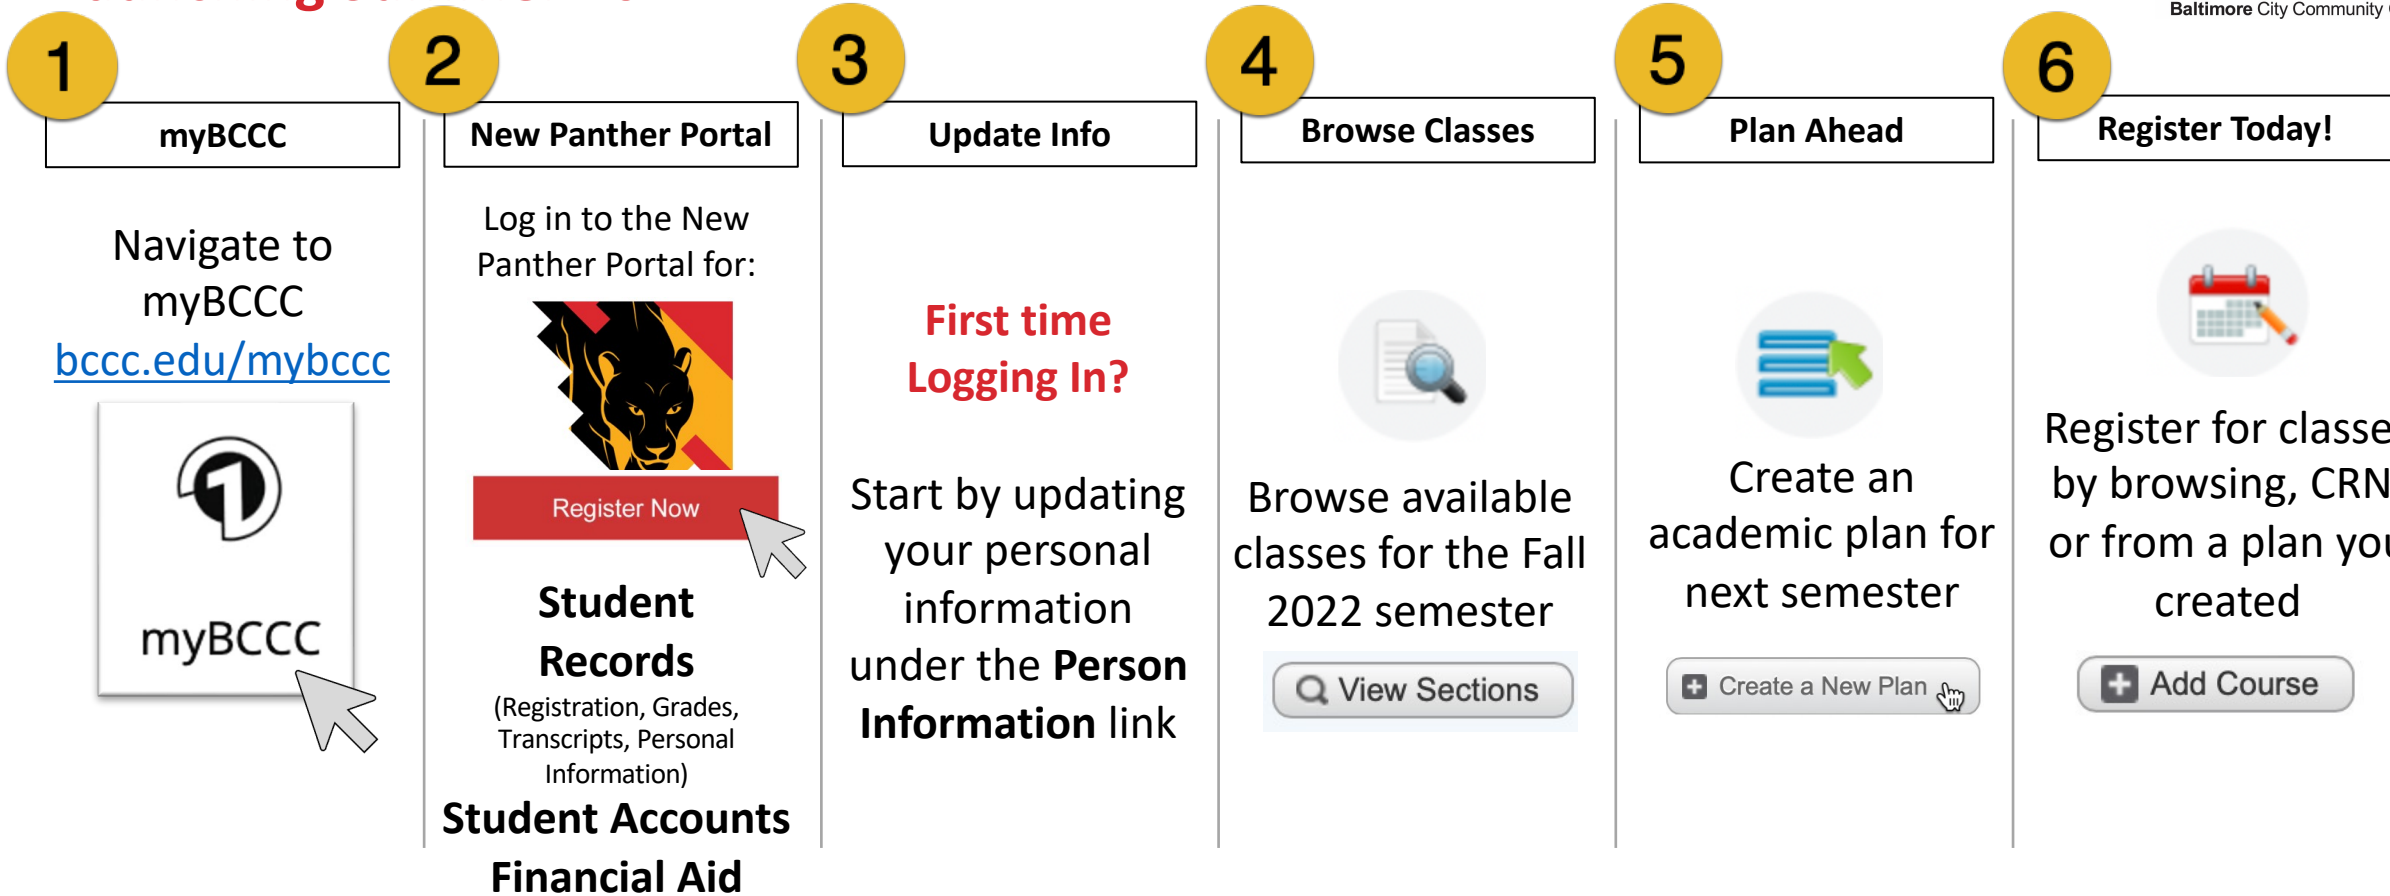 Baltimore City Community
1
myBCCC
Navigate to
myBCCC
bccc.edu/mybccc
myBCCC
2
New Panther Portal
Log in to the New
Panther Portal for:
Register Now
Student
Records
(Registration, Grades,
Transcripts, Personal
Information)
Student Accounts
Financial Aid
3
Update Info
First time
Logging In?
Start by updating
your personal
information
under the Person
Information link
4
Browse Classes
Browse available
classes for the Fall
2022 semester
View Sections
5
Plan Ahead
Create an
academic plan for
next semester
Create a New Plan
6
Register Today!
Register for classe
by browsing, CRN
or from a plan you
created
Add Course